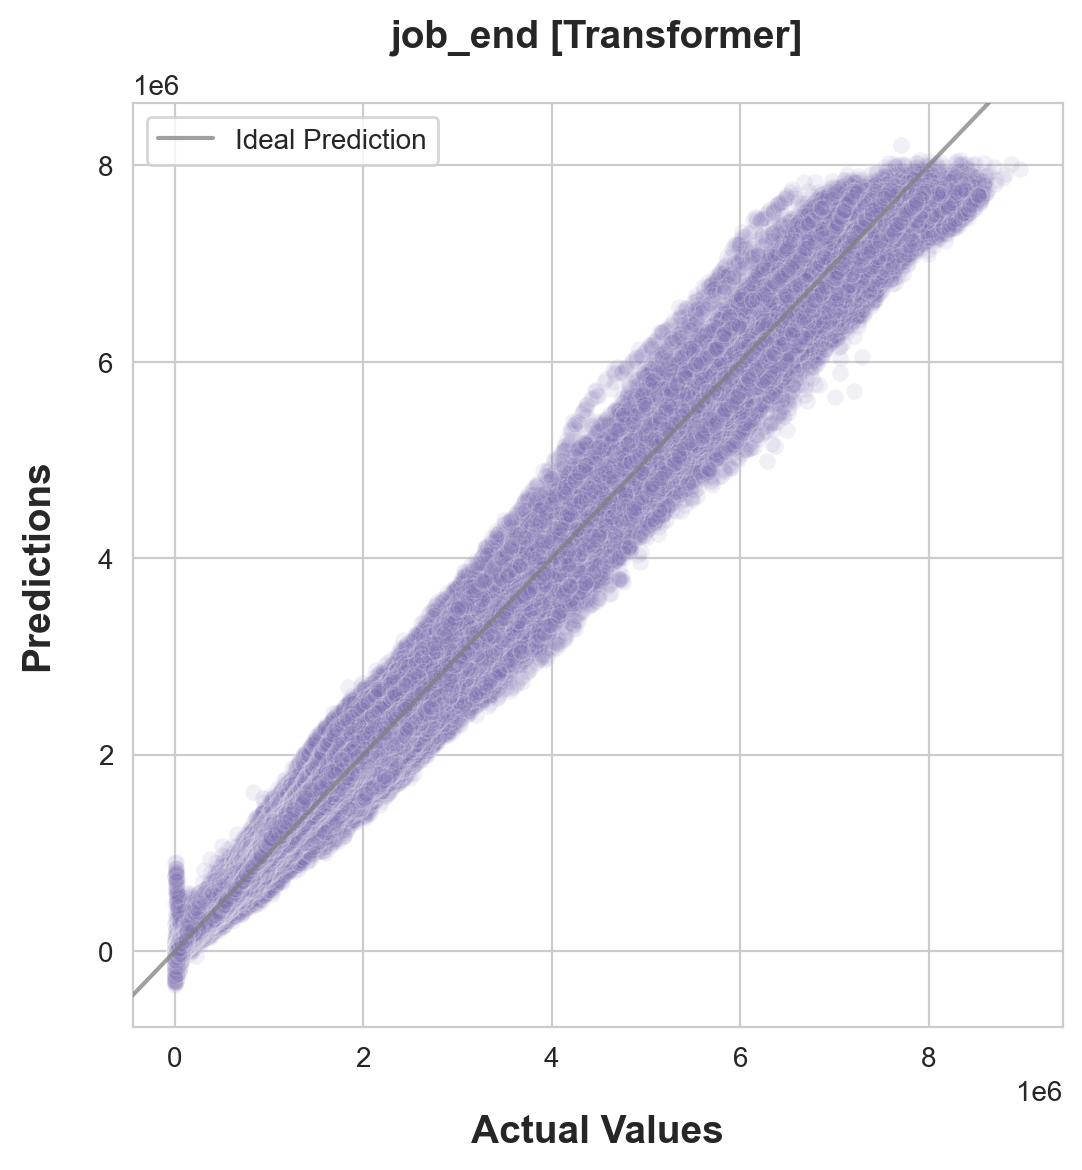 job_end [Transformer]
1e6
Ideal Prediction
8
6
4
2
0
Predictions
0 2 4 6 8
1e6
Actual Values